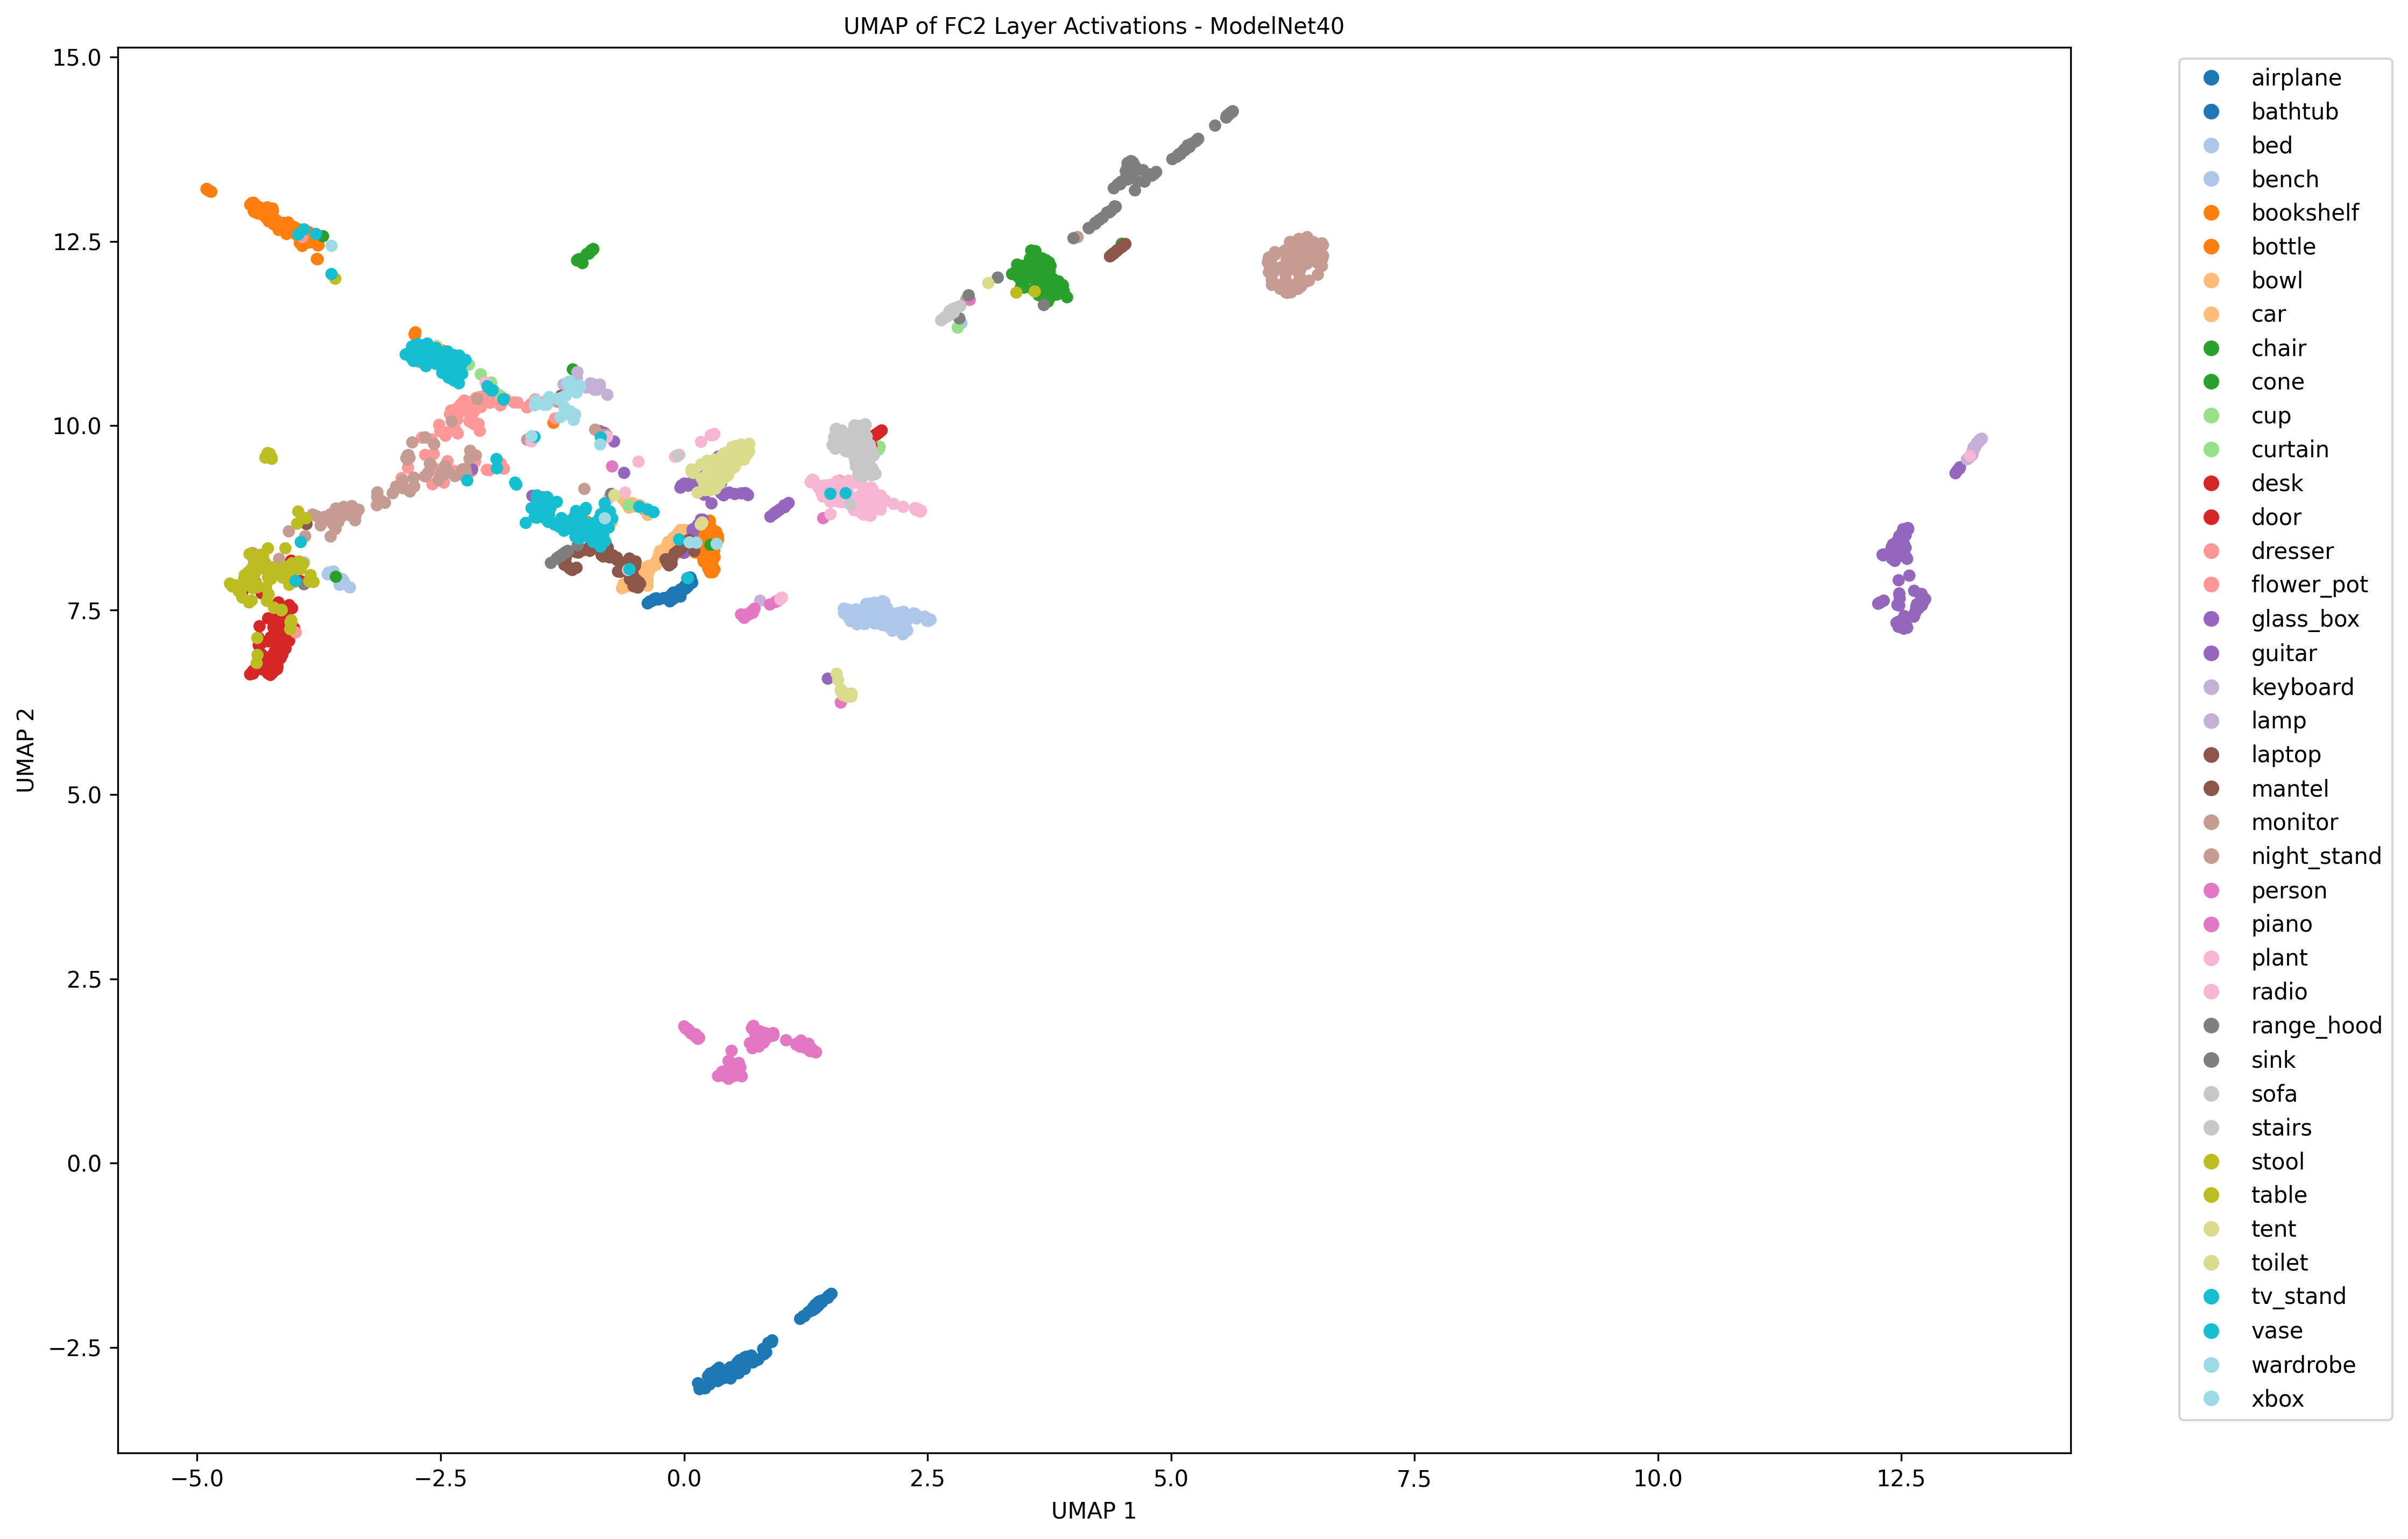 UMAP of FC2 Layer Activations - ModelNet40
15.0
12.5
10.0
7.5
5.0
2.5
0.0
−2.5
UMAP 2
−5.0
−2.5
0.0
2.5
5.0
7.5
10.0
12.5
UMAP 1
airplane
bathtub
bed
bench
bookshelf
bottle
bowl
car
chair
cone
cup
curtain
desk
door
dresser
flower_pot
glass_box
guitar
keyboard
lamp
laptop
mantel
monitor
night_stand
person
piano
plant
radio
range_hood
sink
sofa
stairs
stool
table
tent
toilet
tv_stand
vase
wardrobe
xbox